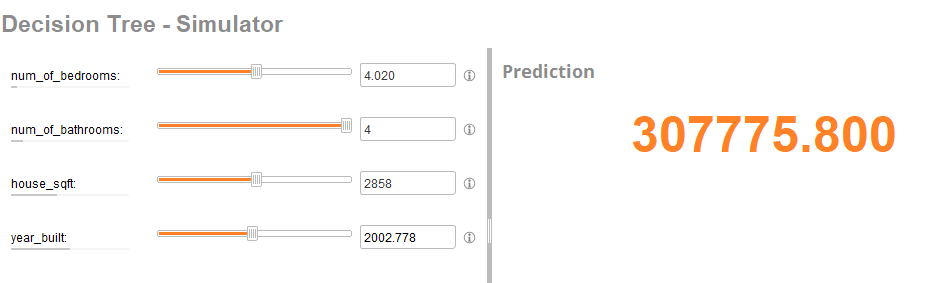 Decision Tree - Simulator
num_of_bedrooms: 4.020
num_of_bathrooms: 4
house_sqft: 2858
year_built: 2002.778
Prediction
307775.800